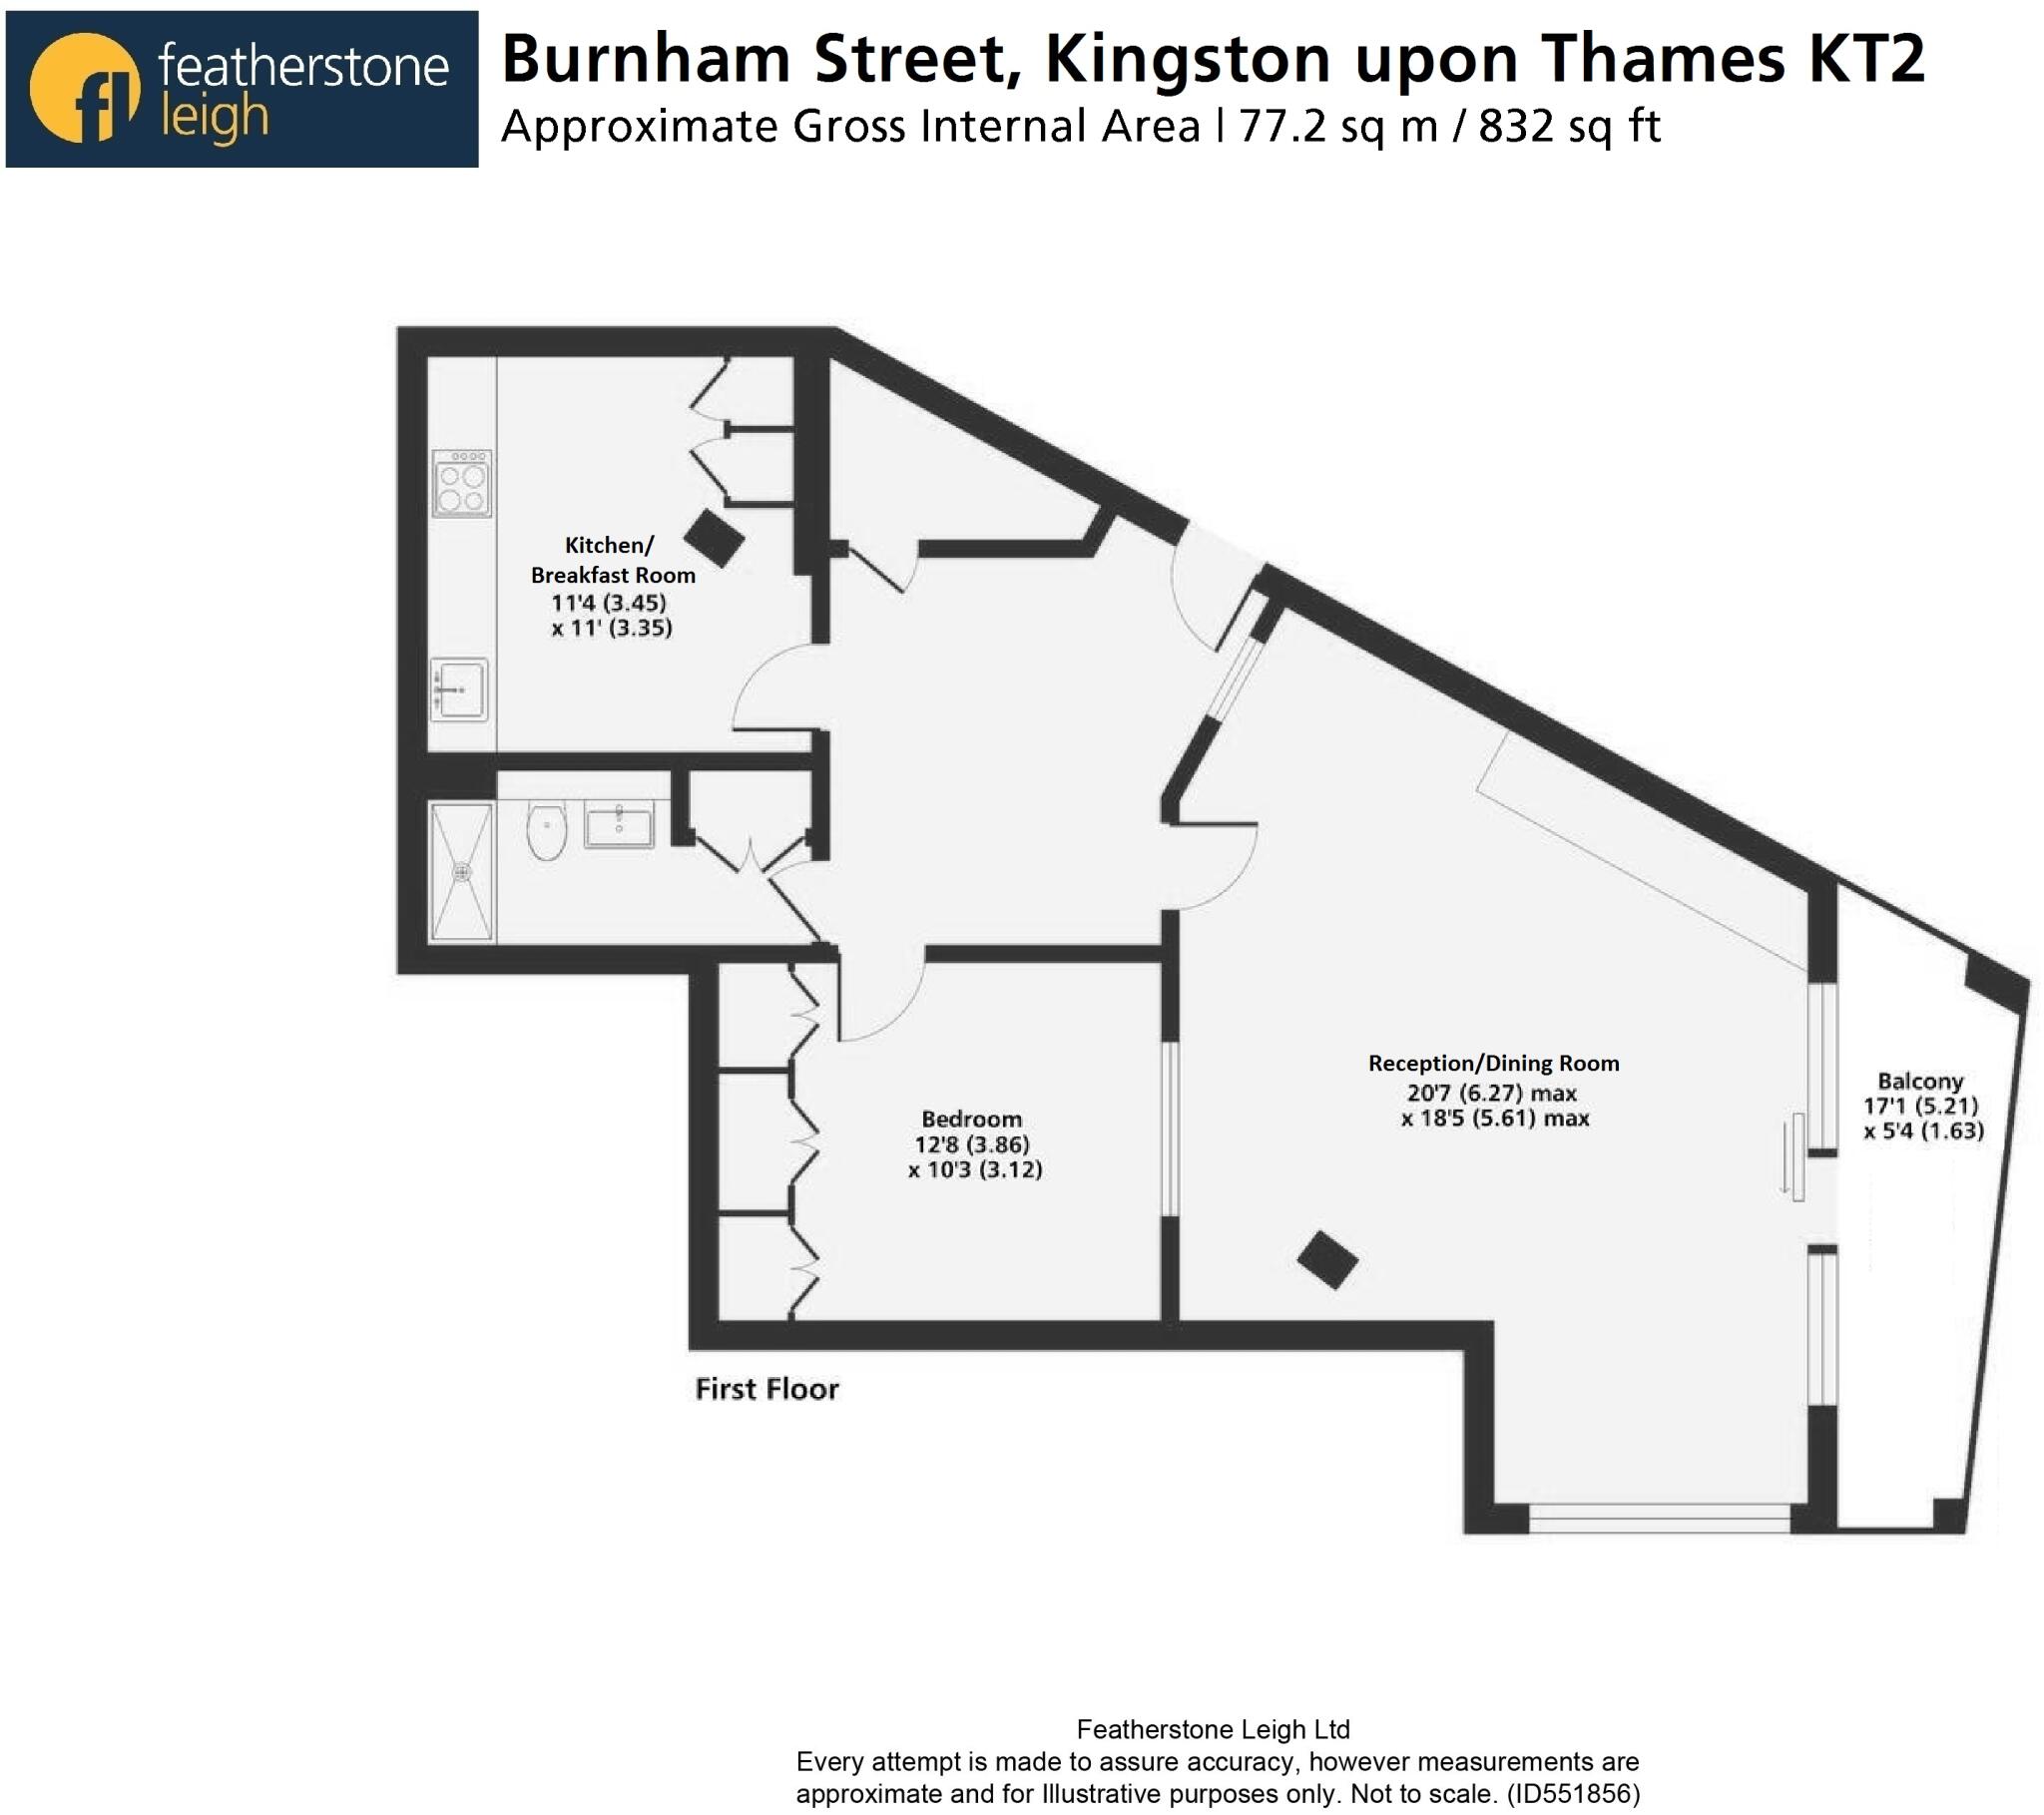 featherstone
leigh
fl
Burnham Street, Kingston upon Thames KT2
Approximate Gross Internal Area | 77.2 sq m / 832 sq ft
Kitchen/
Breakfast Room
11'4 (3.45)
x 11' (3.35)
Reception/Dining Room
20'7 (6.27) max
x 18'5 (5.61) max
Balcony
17'1 (5.21)
x 5'4 (1.63)
Bedroom
12'8 (3.86)
x 10'3 (3.12)
First Floor
Featherstone Leigh Ltd
Every attempt is made to assure accuracy, however measurements are
approximate and for Illustrative purposes only. Not to scale. (ID551856)